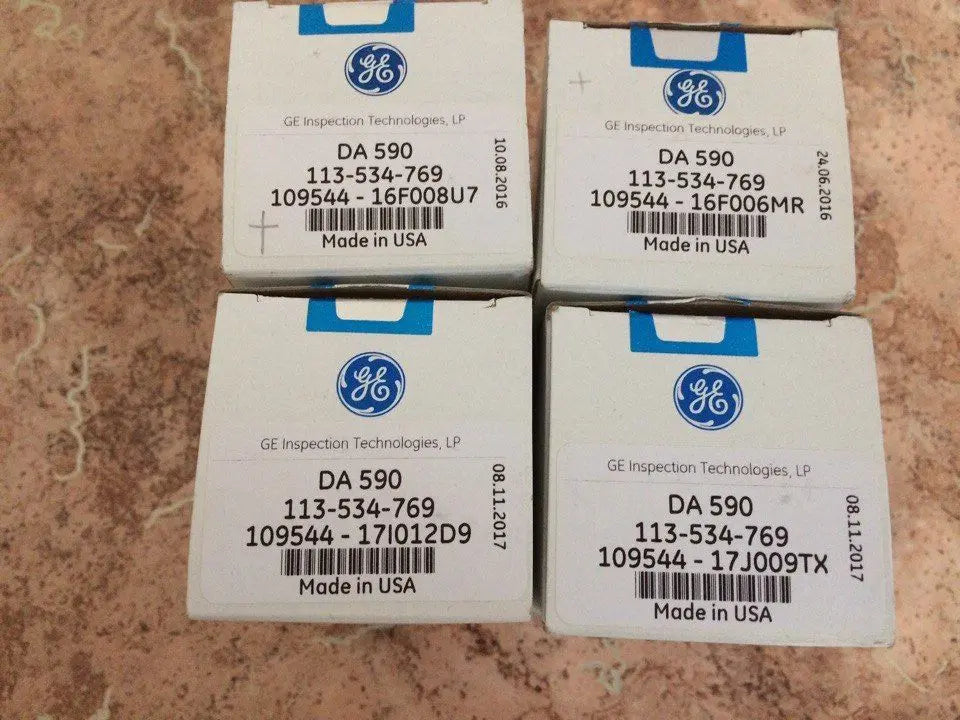 GE
GE Inspection Technologies, LP
DA 590
113-534-769
109544 - 16F008U7
Made in USA
10.08.2016
GE
GE Inspection Technologies, LP
DA 590
113-534-769
109544 - 16F006MR
Made in USA
24.06.2016
GE
GE Inspection Technologies, LP
DA 590
113-534-769
109544 - 17I012D9
Made in USA
08.11.2017
GE
GE Inspection Technologies, LP
DA 590
113-534-769
109544 - 17J009TX
Made in USA
08.11.2017